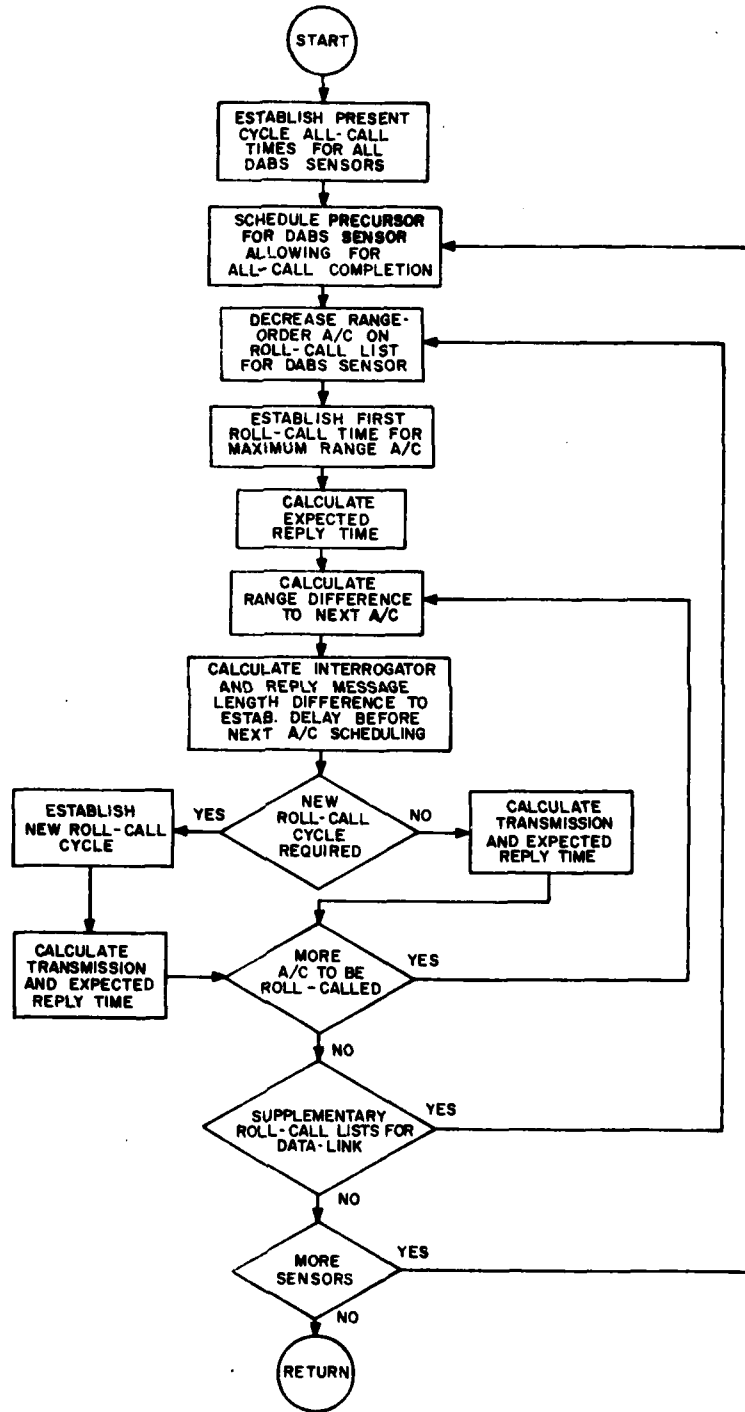 START
ESTABLISH PRESENT
CYCLE ALL-CALL
TIMES FOR ALL
DABS SENSORS
SCHEDULE PRECURSOR
FOR DABS SENSOR
ALLOWING FOR
ALL-CALL COMPLETION
DECREASE RANGE-
ORDER A/C ON
ROLL-CALL LIST
FOR DABS SENSOR
ESTABLISH FIRST
ROLL-CALL TIME FOR
MAXIMUM RANGE A/C
CALCULATE
EXPECTED
REPLY TIME
CALCULATE
RANGE DIFFERENCE
TO NEXT A/C
CALCULATE INTERROGATOR
AND REPLY MESSAGE
LENGTH DIFFERENCE TO
ESTAB. DELAY BEFORE
NEXT A/C SCHEDULING
NEW
ROLL-CALL
CYCLE
REQUIRED
YES
ESTABLISH
NEW ROLL-CALL
CYCLE
CALCULATE
TRANSMISSION
AND EXPECTED
REPLY TIME
NO
CALCULATE
TRANSMISSION
AND EXPECTED
REPLY TIME
MORE
A/C TO BE
ROLL-CALLED
YES
NO
SUPPLEMENTARY
ROLL-CALL LISTS FOR
DATA-LINK
YES
NO
MORE
SENSORS
YES
NO
RETURN